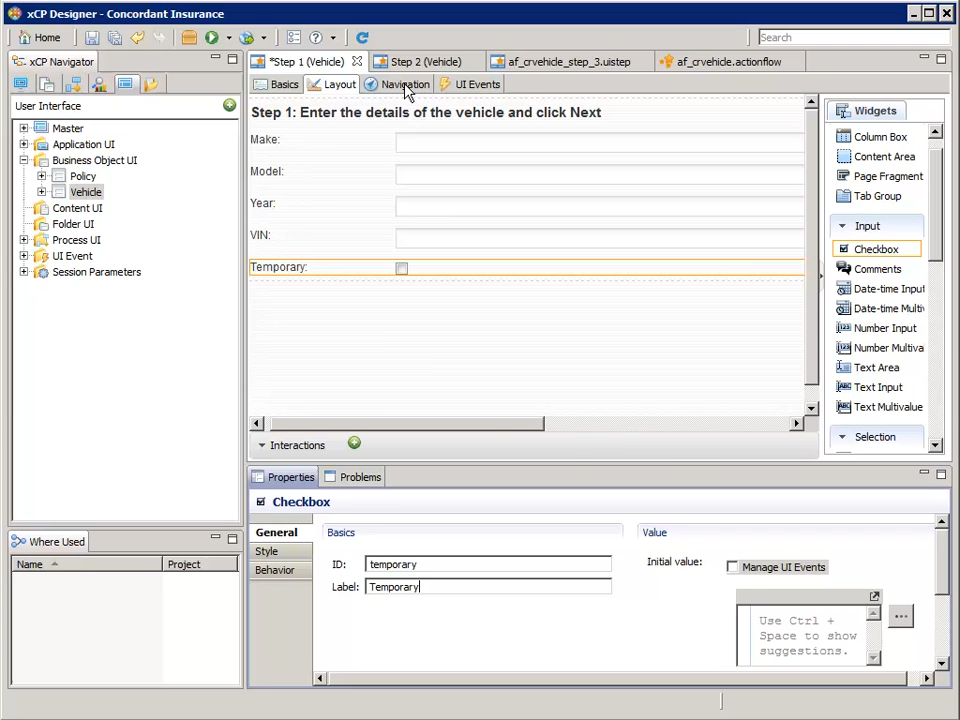 xCP Designer - Concordant Insurance
Home
Search
xCP Navigator
*Step 1 (Vehicle)
Step 2 (Vehicle)
af_crvehicle_step_3.uistep
af_crvehicle.actionflow
Basics
Layout
Navigation
UI Events
User Interface
Master
Application UI
Business Object UI
Policy
Vehicle
Content UI
Folder UI
Process UI
UI Event
Session Parameters
Step 1: Enter the details of the vehicle and click Next
Make:
Model:
Year:
VIN:
Temporary:
Interactions
Widgets
Column Box
Content Area
Page Fragment
Tab Group
Input
Checkbox
Comments
Date-time Input
Date-time Multiv
Number Input
Number Multiva
Text Area
Text Input
Text Multivalue
Selection
Properties
Problems
Checkbox
General
Style
Behavior
Basics
ID:
temporary
Label:
Temporary
Value
Initial value:
Manage UI Events
Use Ctrl +
Space to show
suggestions.
...
Where Used
Name
Project